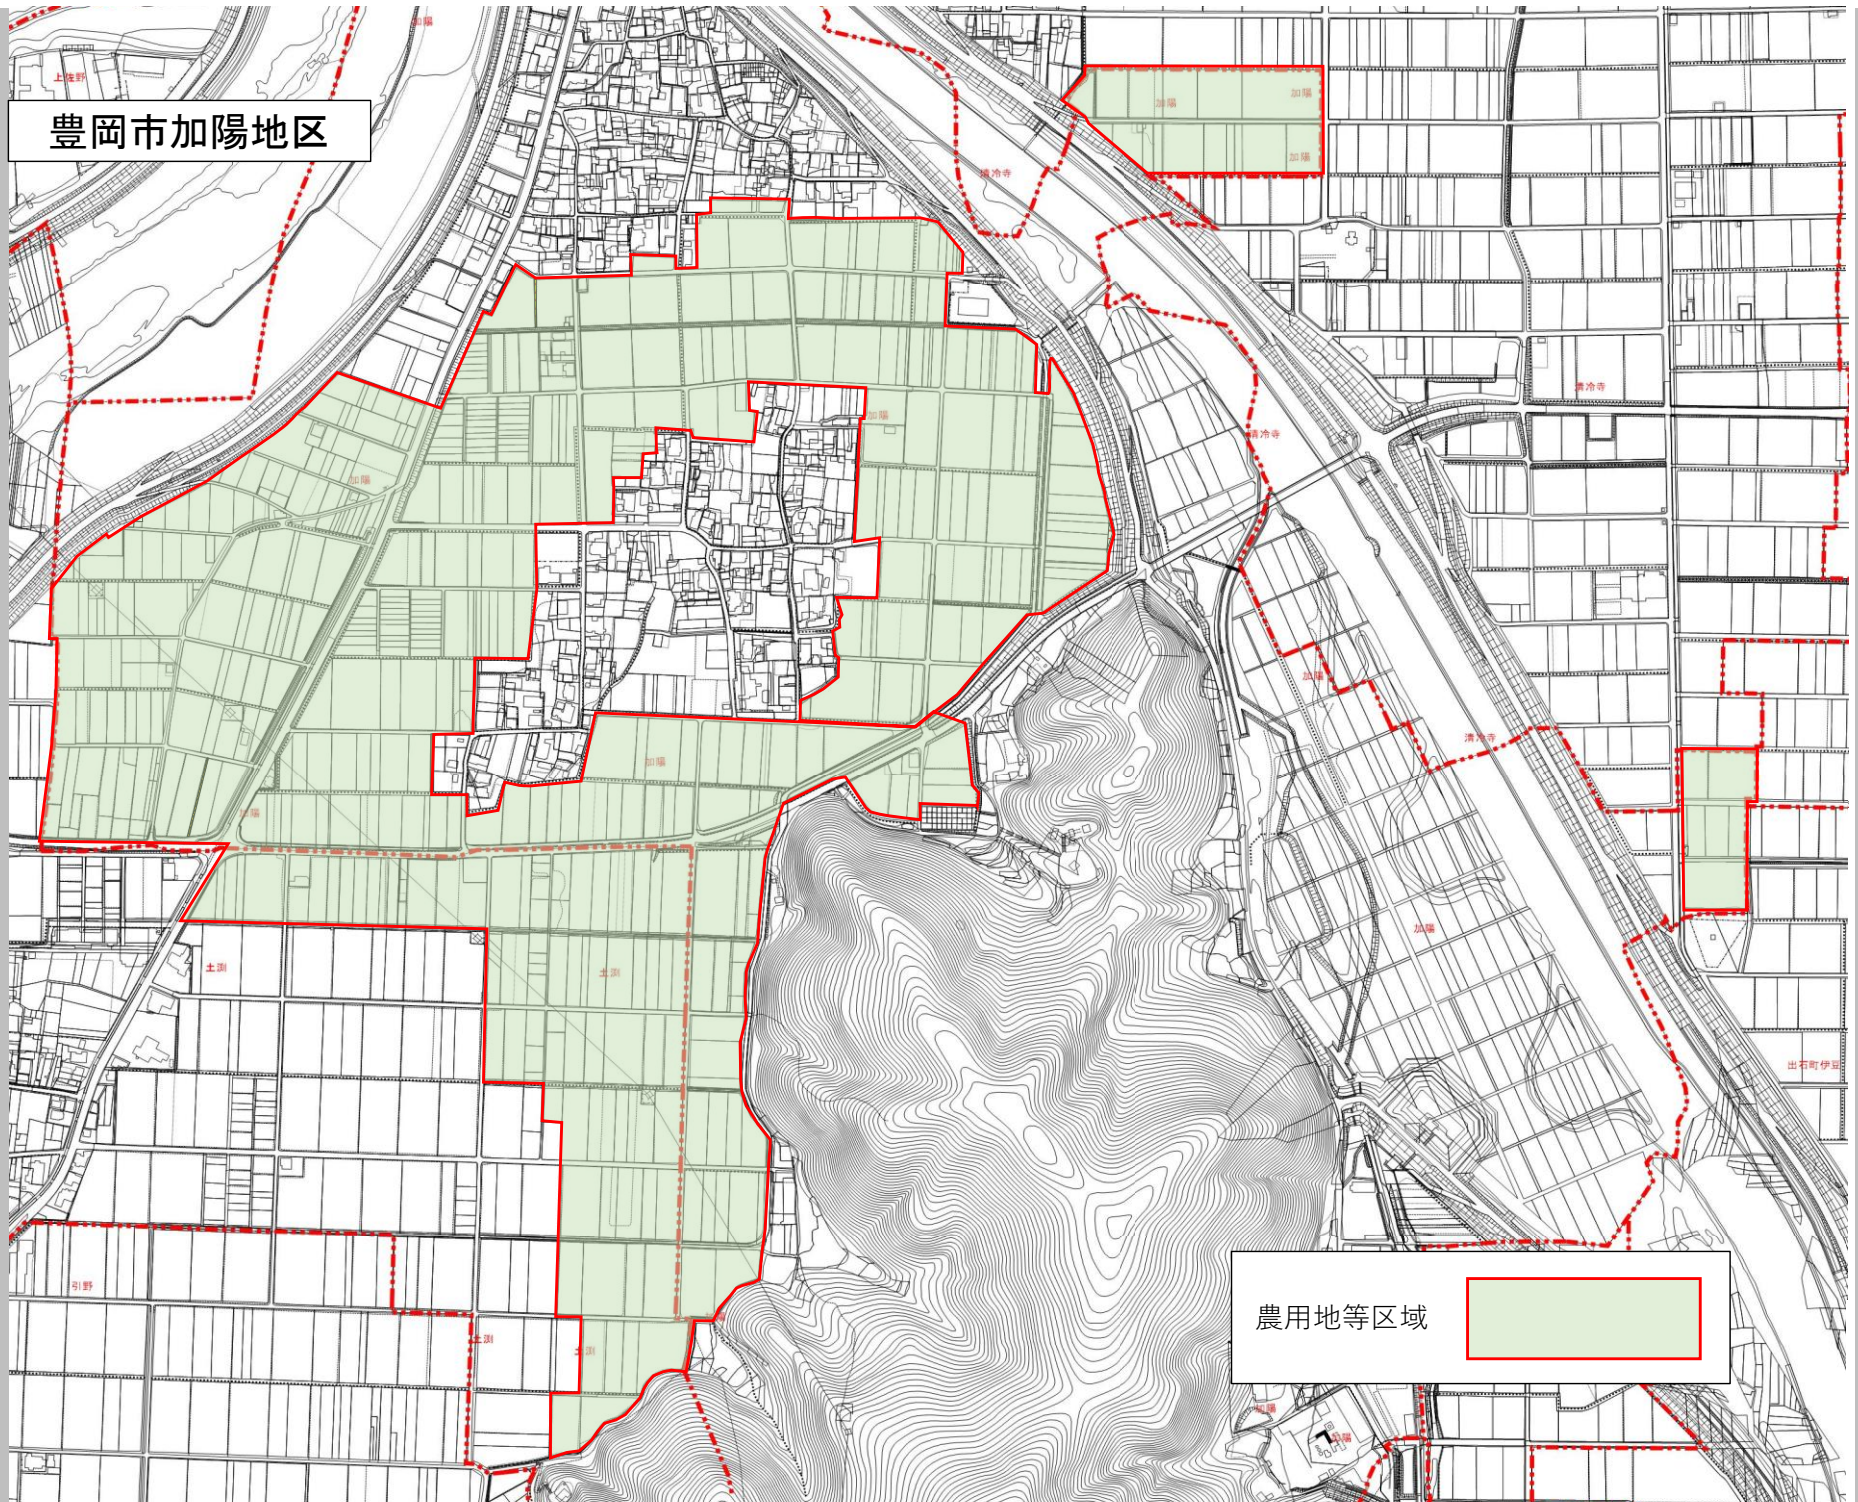 加陽
上佐野
豊岡市加陽地区
加陽
加陽
加陽
清冷寺
清冷寺
加陽
清冷寺
加陽
加陽
清冷寺
加陽
加陽
加陽
土渕
土渕
出石町伊豆
引野
土渕
土渕
農用地等区域
加陽
加陽